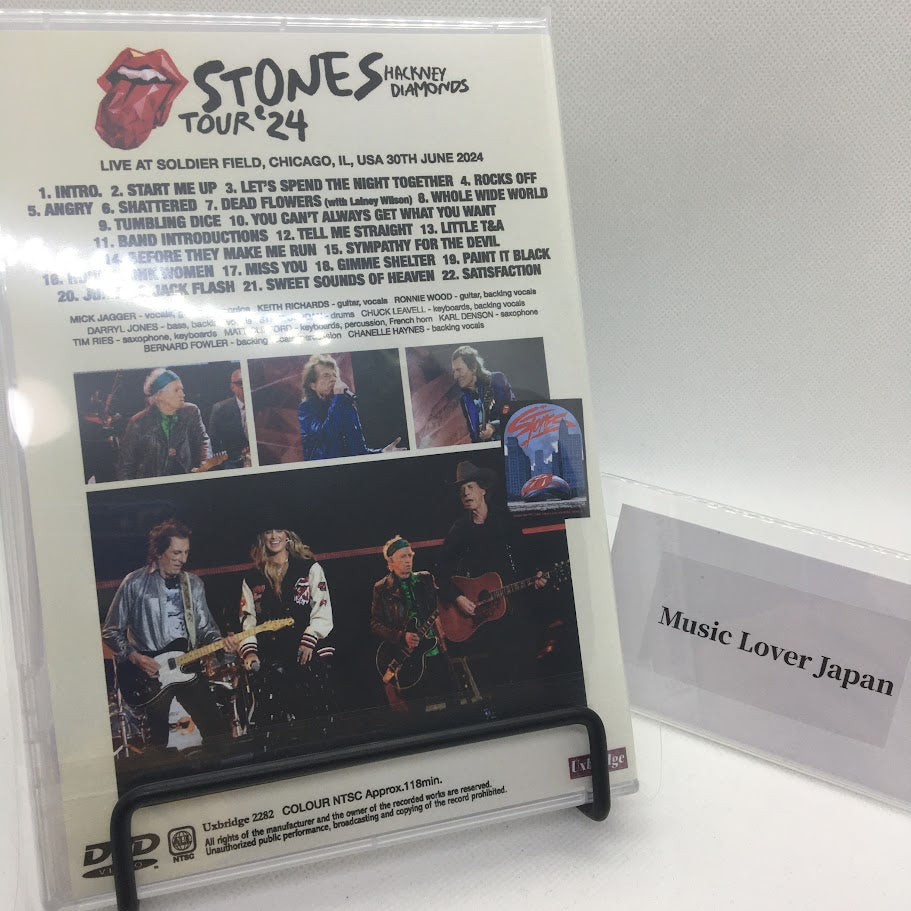 STONES
HACKNEY
DIAMONDS
TOUR '24
LIVE AT SOLDIER FIELD, CHICAGO, IL, USA 30TH JUNE 2024
1. INTRO. 2. START ME UP 3. LET'S SPEND THE NIGHT TOGETHER 4. ROCKS OFF
5. ANGRY 6. SHATTERED 7. DEAD FLOWERS (with Lainey Wilson) 8. WHOLE WIDE WORLD
9. TUMBLING DICE 10. YOU CAN'T ALWAYS GET WHAT YOU WANT
11. BAND INTRODUCTIONS 12. TELL ME STRAIGHT 13. LITTLE T&A
14. BEFORE THEY MAKE ME RUN 15. SYMPATHY FOR THE DEVIL
16. WOMEN 17. MISS YOU 18. GIMME SHELTER 19. PAINT IT BLACK
20. JACK FLASH 21. SWEET SOUNDS OF HEAVEN 22. SATISFACTION
MICK JAGGER - vocals, KEITH RICHARDS - guitar, vocals RONNIE WOOD - guitar, backing vocals
DARRYL JONES - bass, drums CHUCK LEAVELL - keyboards, backing vocals
TIM RIES - saxophone, keyboards keyboards, percussion, French horn KARL DENSON - saxophone
BERNARD FOWLER - backing CHANELLE HAYNES - backing vocals
STONES
Music Lover Japan
Uxbridge
DVD
VIDEO
ALL
NTSC
Uxbridge 2282 COLOUR NTSC Approx.118min.
All rights of the manufacturer and the owner of the recorded works are reserved.
Unauthorized public performance, broadcasting and copying of the record prohibited.